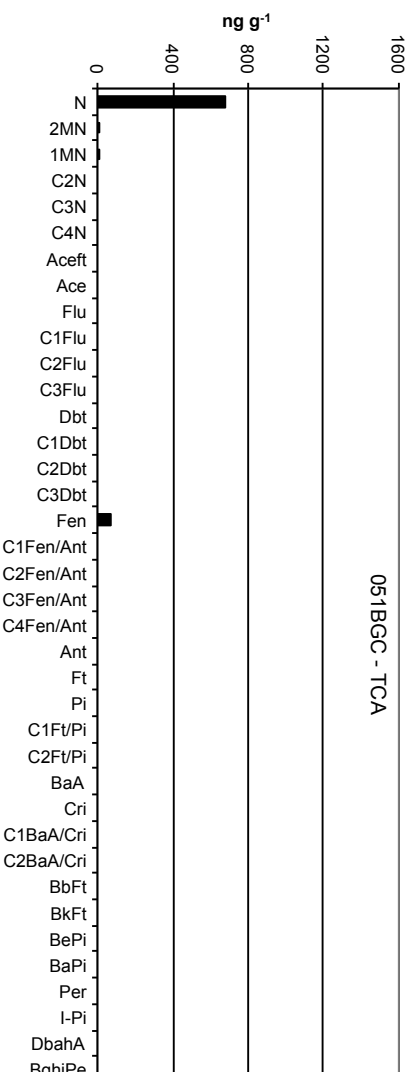 ng g-1
0 400 800 1200 1600
051BGC - TCA
N
2MN
1MN
C2N
C3N
C4N
Aceft
Ace
Flu
C1Flu
C2Flu
C3Flu
Dbt
C1Dbt
C2Dbt
C3Dbt
Fen
C1Fen/Ant
C2Fen/Ant
C3Fen/Ant
C4Fen/Ant
Ant
Ft
Pi
C1Ft/Pi
C2Ft/Pi
BaA
Cri
C1BaA/Cri
C2BaA/Cri
BbFt
BkFt
BePi
BaPi
Per
I-Pi
DbahA
BghiPe